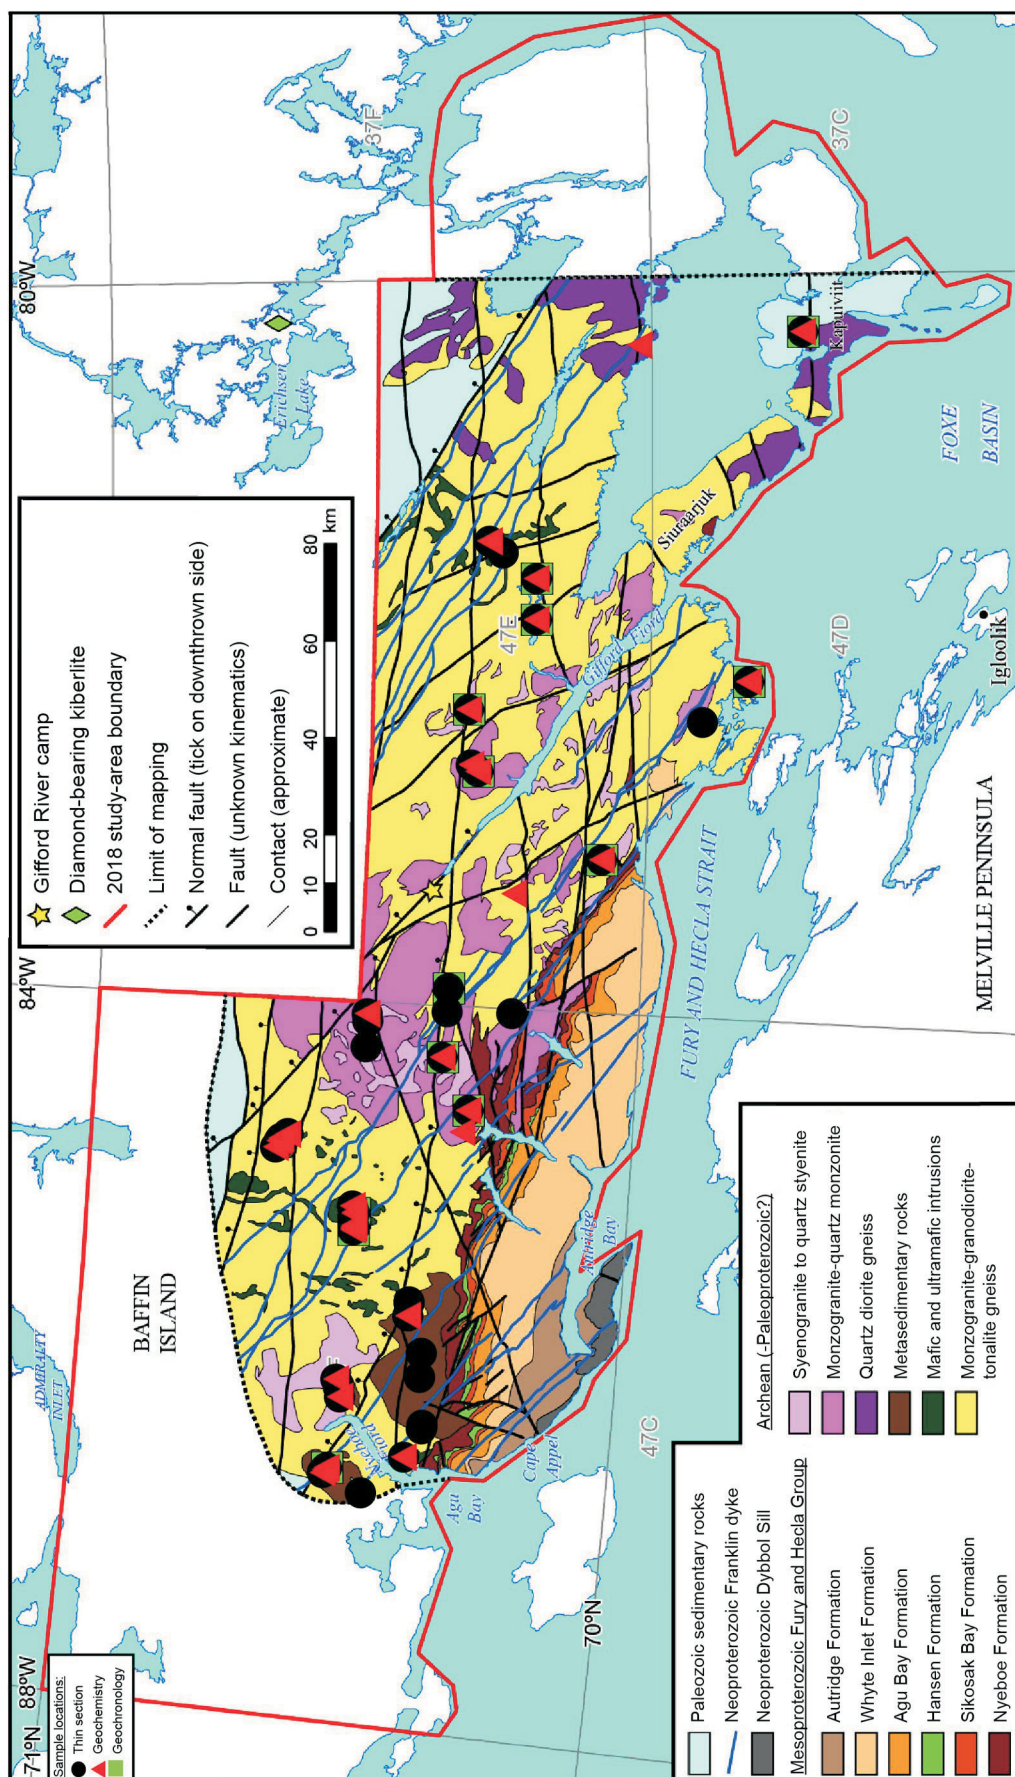 71ºN
88ºW
84ºW
80ºW
70ºN
Sample locations:
Thin section
Geochemistry
Geochronology
Gifford River camp
Diamond-bearing kiberlite
2018 study-area boundary
Limit of mapping
Normal fault (tick on downthrown side)
Fault (unknown kinematics)
Contact (approximate)
0 10 20 40 60 80
km
ADMIRALTY
INLET
BAFFIN
ISLAND
Erichsen
Lake
37F
47E
37C
47D
47C
Fiord
Agu
Bay
Cape
Appel
Autridge
Bay
Gifford Fiord
Siuraarjuk
Kapuiviit
FURY AND HECLA STRAIT
FOXE
BASIN
Igloolik
MELVILLE PENINSULA
Paleozoic sedimentary rocks
Neoproterozoic Franklin dyke
Neoproterozoic Dybbol Sill
Mesoproterozoic Fury and Hecla Group
Autridge Formation
Whyte Inlet Formation
Agu Bay Formation
Hansen Formation
Sikosak Bay Formation
Nyeboe Formation
Archean (-Paleoproterozoic?)
Syenogranite to quartz styenite
Monzogranite-quartz monzonite
Quartz diorite gneiss
Metasedimentary rocks
Mafic and ultramafic intrusions
Monzogranite-granodiorite-
tonalite gneiss